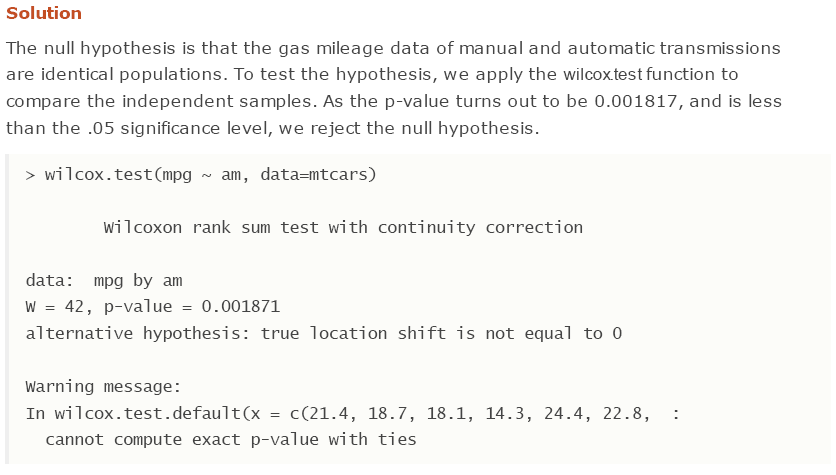 Solution
The null hypothesis is that the gas mileage data of manual and automatic transmissions
are identical populations. To test the hypothesis, we apply the wilcox.test function to
compare the independent samples. As the p-value turns out to be 0.001817, and is less
than the .05 significance level, we reject the null hypothesis.
> wilcox.test(mpg ~ am, data=mtcars)
Wilcoxon rank sum test with continuity correction
data:  mpg by am
W = 42, p-value = 0.001871
alternative hypothesis: true location shift is not equal to 0
Warning message:
In wilcox.test.default(x = c(21.4, 18.7, 18.1, 14.3, 24.4, 22.8,  :
cannot compute exact p-value with ties